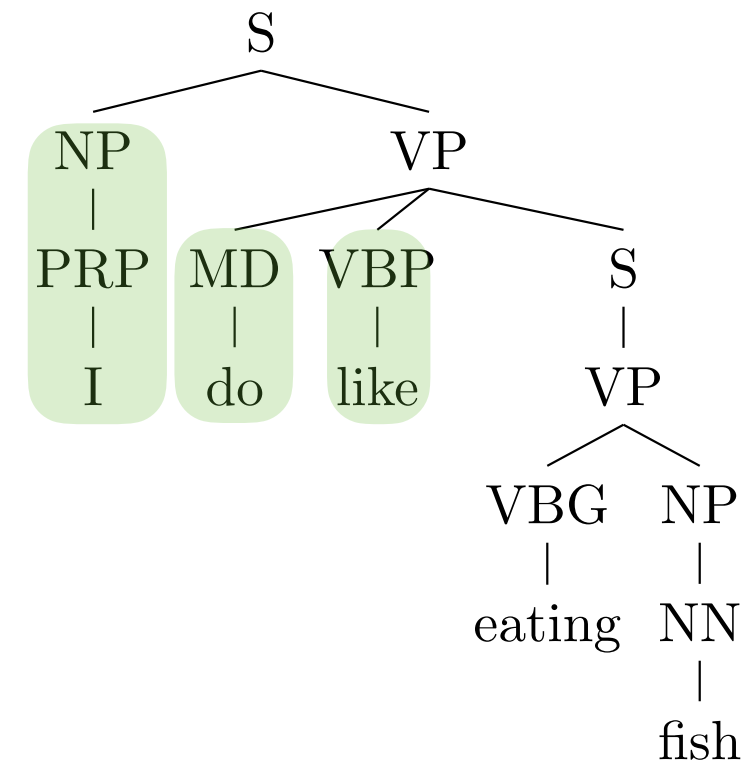 S
NP VP
PRP MD VBP S
I do like VP
VBG NP
eating NN
fish